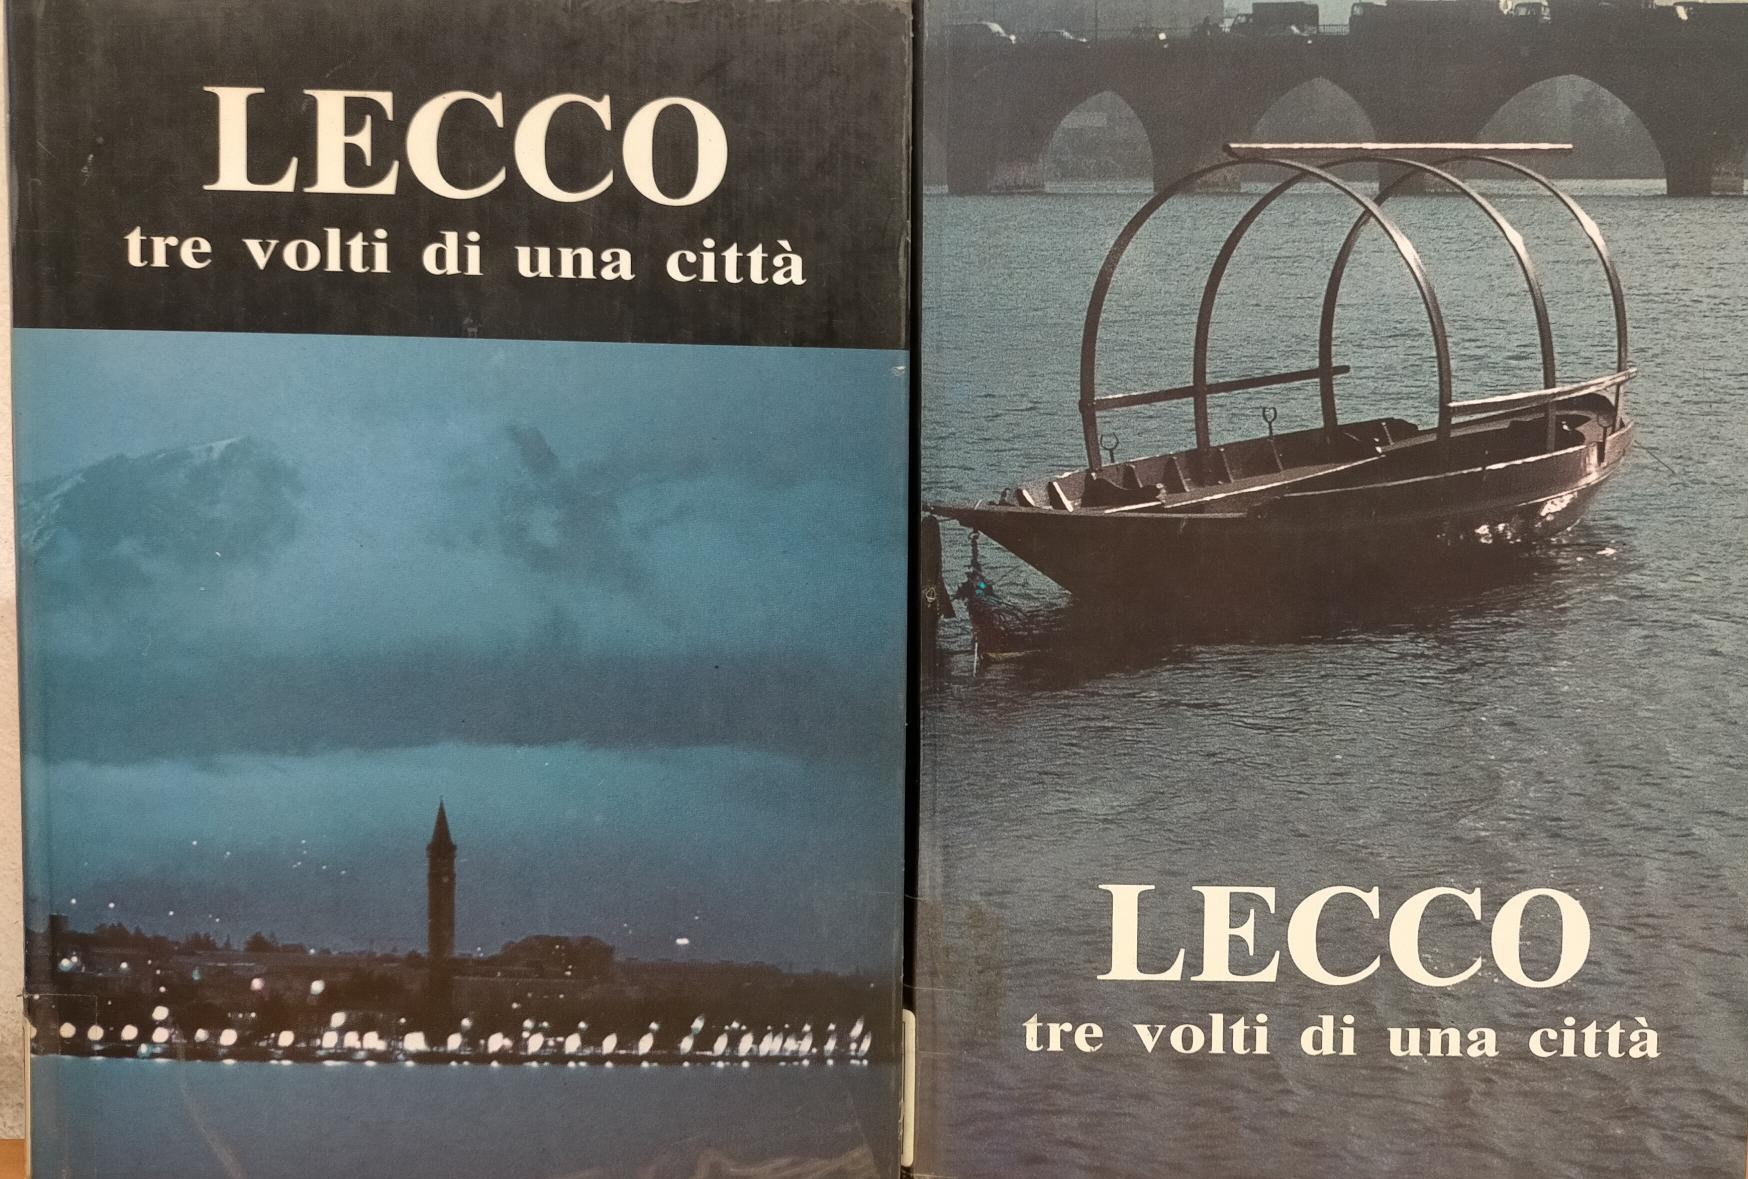 LECCO
tre volti di una città
LECCO
tre volti di una città